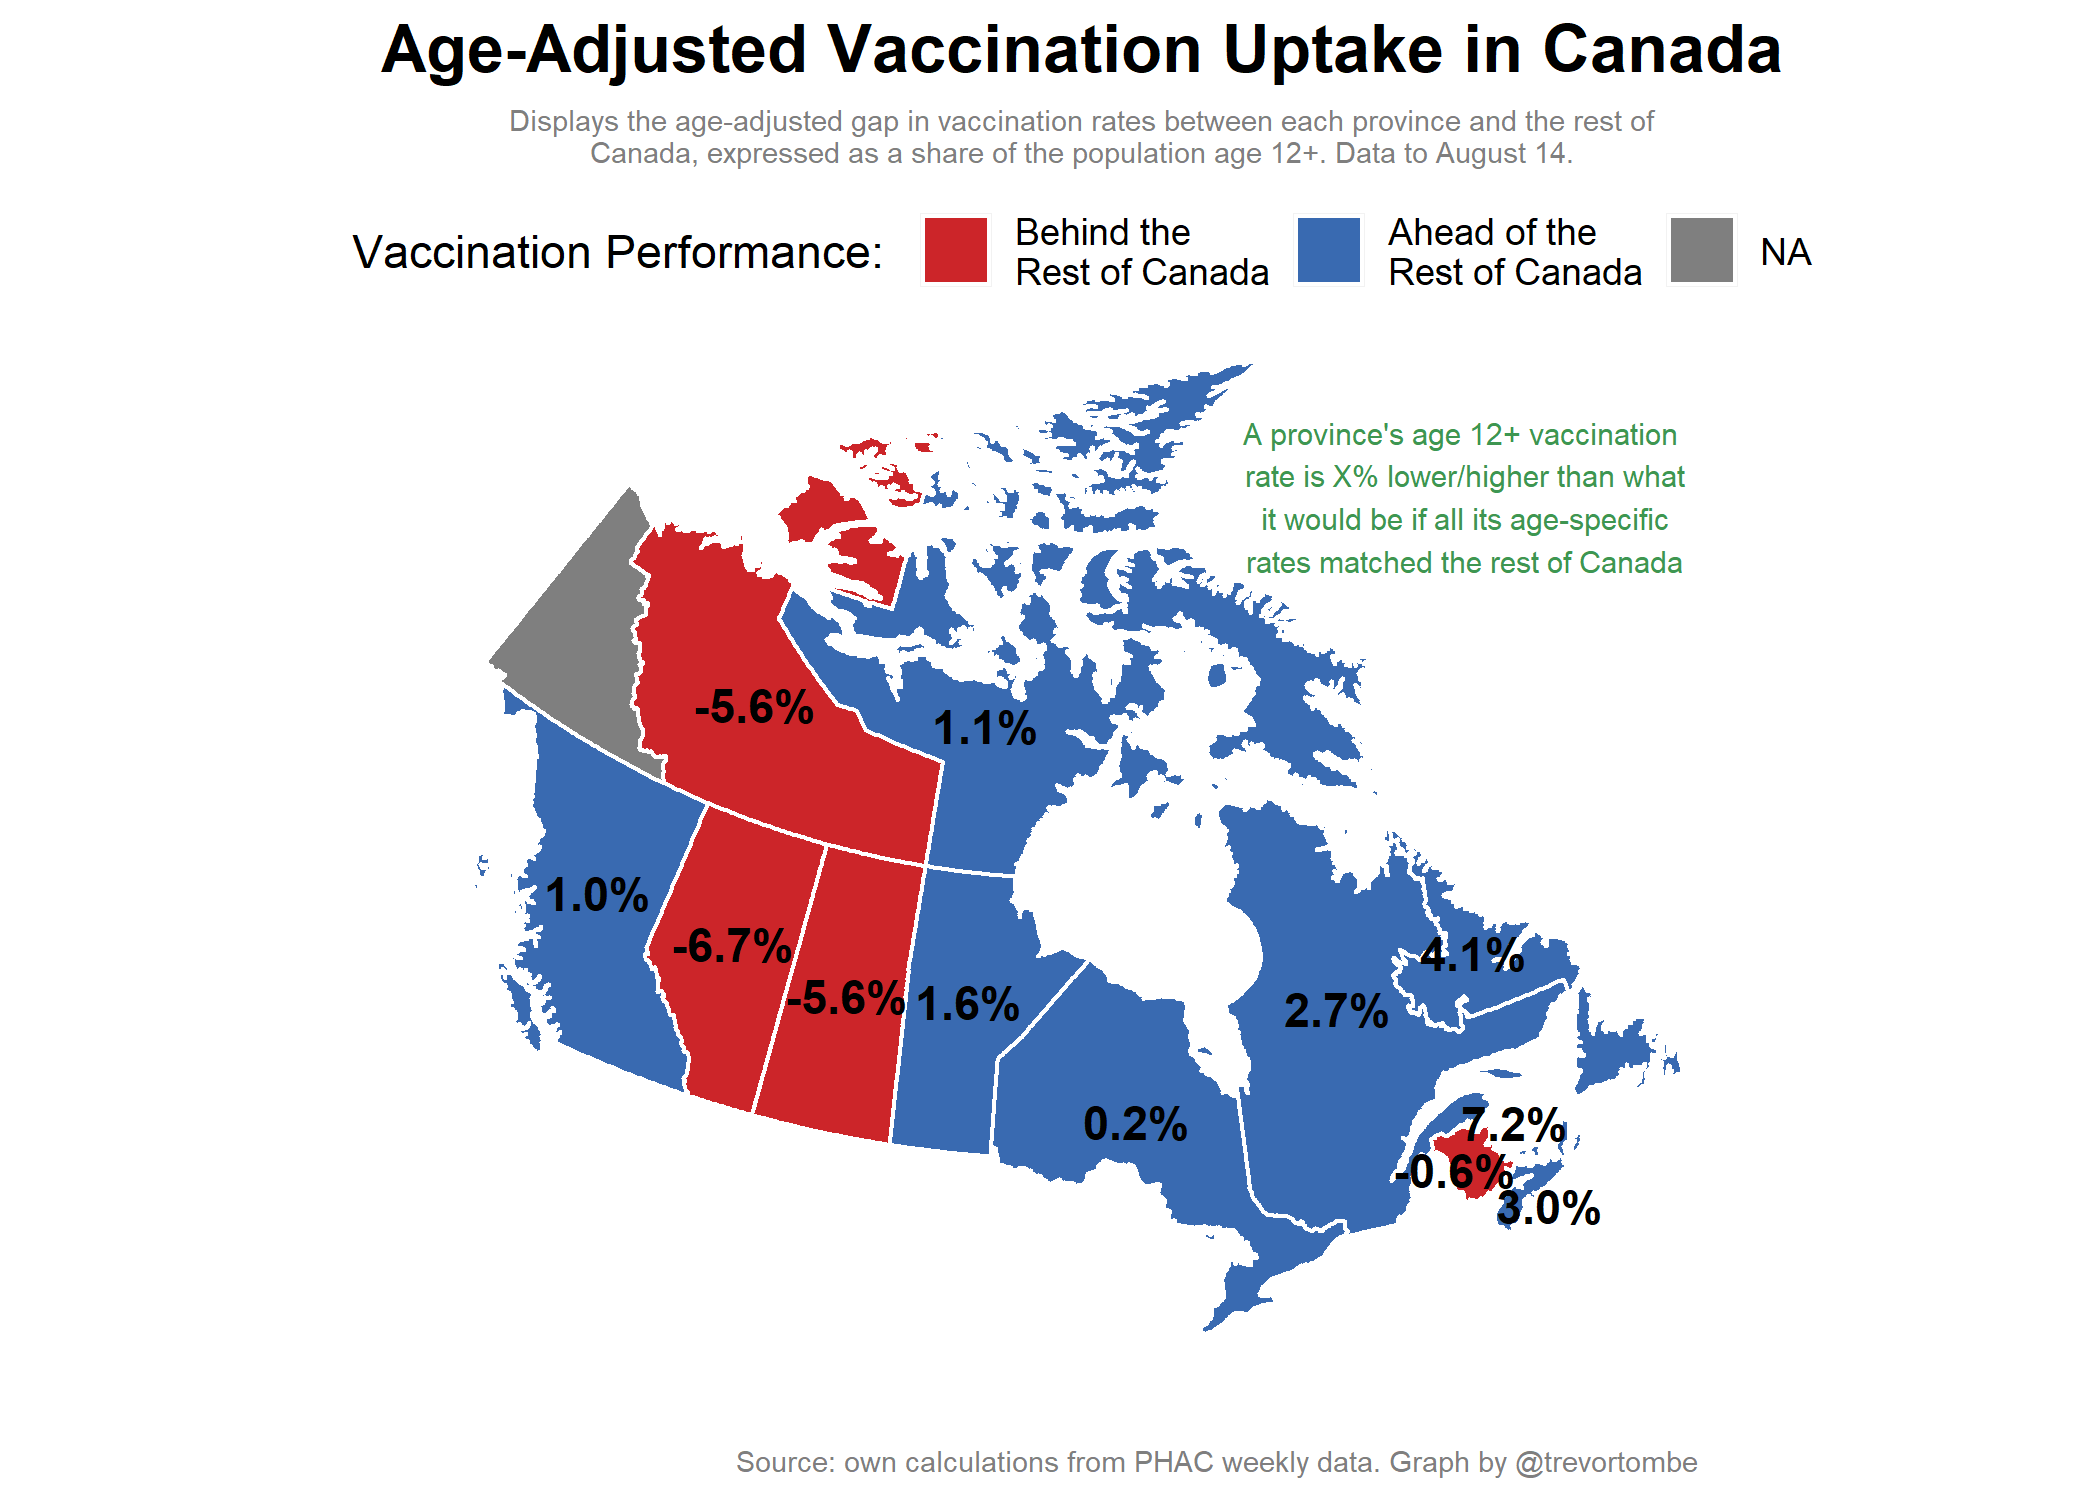 Age-Adjusted Vaccination Uptake in Canada
Displays the age-adjusted gap in vaccination rates between each province and the rest of
Canada, expressed as a share of the population age 12+. Data to August 14.
Vaccination Performance:
Behind the
Rest of Canada
Ahead of the
Rest of Canada
NA
A province's age 12+ vaccination
rate is X% lower/higher than what
it would be if all its age-specific
rates matched the rest of Canada
-5.6%
1.1%
1.0%
-6.7%
-5.6%
1.6%
0.2%
2.7%
4.1%
7.2%
-0.6%
3.0%
Source: own calculations from PHAC weekly data. Graph by @trevortombe